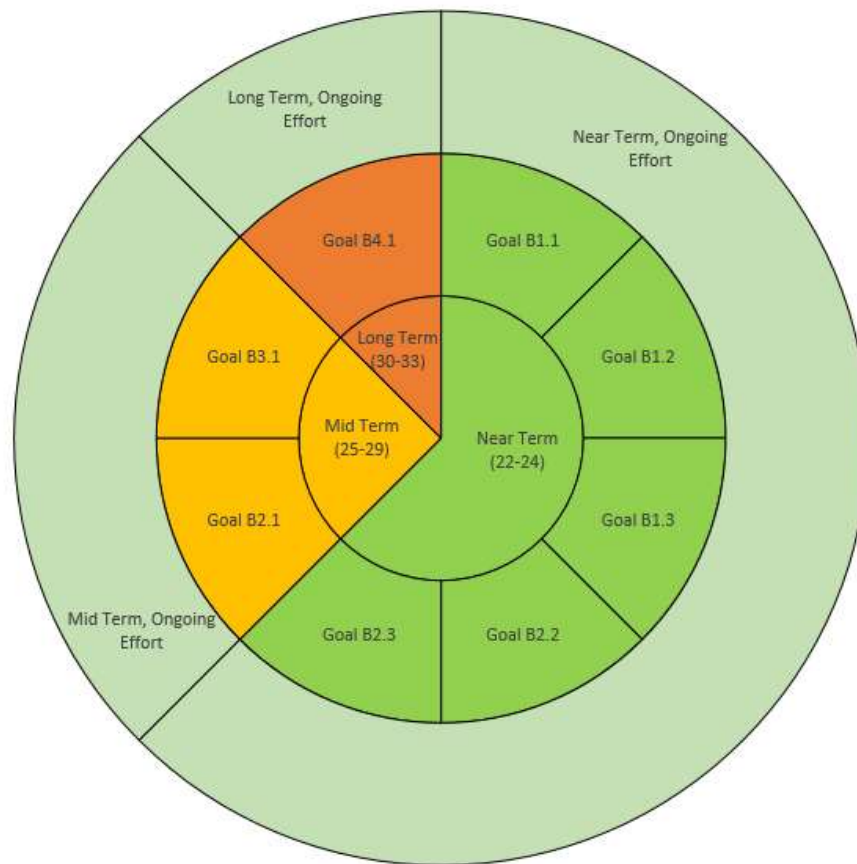 Long Term, Ongoing
Effort
Near Term, Ongoing
Effort
Goal B4.1
Goal B1.1
Goal B3.1
Long Term
(30-33)
Goal B1.2
Mid Term
(25-29)
Near Term
(22-24)
Goal B2.1
Goal B1.3
Mid Term, Ongoing
Effort
Goal B2.3
Goal B2.2